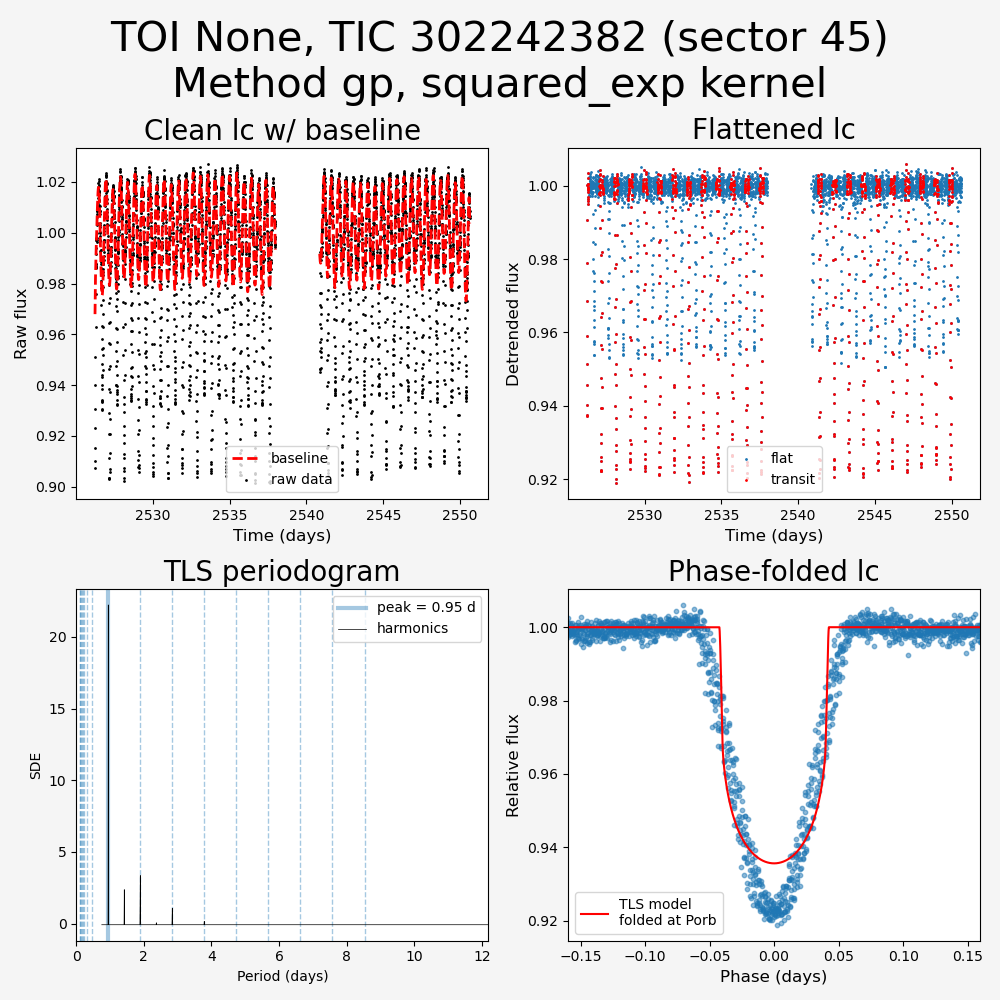 TOI None, TIC 302242382 (sector 45)
Method gp, squared_exp kernel
Clean lc w/ baseline
Raw flux
1.02
1.00
0.98
0.96
0.94
0.92
0.90
baseline
raw data
2530
2535
2540
2545
2550
Time (days)
Flattened lc
Detrended flux
1.00
0.98
0.96
0.94
0.92
flat
transit
2530
2535
2540
2545
2550
Time (days)
TLS periodogram
SDE
20
15
10
5
0
peak = 0.95 d
harmonics
0
2
4
6
8
10
12
Period (days)
Phase-folded lc
Relative flux
1.00
0.98
0.96
0.94
0.92
TLS model
folded at Porb
−0.15
−0.10
−0.05
0.00
0.05
0.10
0.15
Phase (days)